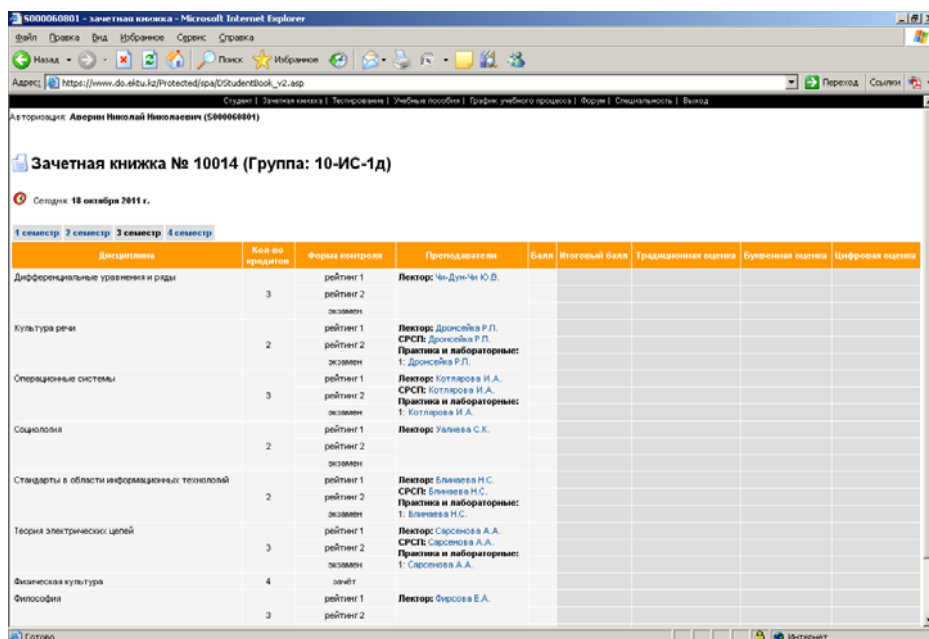 S000060801 - зачетная книжка - Microsoft Internet Explorer
Файл Правка Вид Избранное Сервис Справка
Назад Поиск Избранное
Адрес: https://www.do.ektu.kz/Protected/spa/DStudentBook_v2.asp Переход Ссылки
Студент | Зачетная книжка | Тестирование | Учебные пособия | График учебного процесса | Форум | Специальность | Выход
Авторизация: Аверин Николай Николаевич (S000060801)
Зачетная книжка № 10014 (Группа: 10-ИС-1д)
Сегодня: 18 октября 2011 г.
1 семестр 2 семестр 3 семестр 4 семестр
Дисциплина Кол-во кредитов Форма контроля Преподаватели Балл Итоговый балл Традиционная оценка Буквенная оценка Цифровая оценка
Дифференциальные уравнения и ряды рейтинг 1 Лектор: Чи-Дун-Чи Ю.В.
3 рейтинг 2
экзамен
Культура речи рейтинг 1 Лектор: Дронсейка Р.П.
2 рейтинг 2 СРСП: Дронсейка Р.П.
Практика и лабораторные:
экзамен 1: Дронсейка Р.П.
Операционные системы рейтинг 1 Лектор: Котлярова И.А.
3 рейтинг 2 СРСП: Котлярова И.А.
Практика и лабораторные:
экзамен 1: Котлярова И.А.
Социология рейтинг 1 Лектор: Уалиева С.К.
2 рейтинг 2
экзамен
Стандарты в области информационных технологий рейтинг 1 Лектор: Блинаева Н.С.
2 рейтинг 2 СРСП: Блинаева Н.С.
Практика и лабораторные:
экзамен 1: Блинаева Н.С.
Теория электрических цепей рейтинг 1 Лектор: Сарсенова А.А.
3 рейтинг 2 СРСП: Сарсенова А.А.
Практика и лабораторные:
экзамен 1: Сарсенова А.А.
Физическая культура 4 зачёт
Философия рейтинг 1 Лектор: Фирсова Е.А.
3 рейтинг 2
Готово Интернет